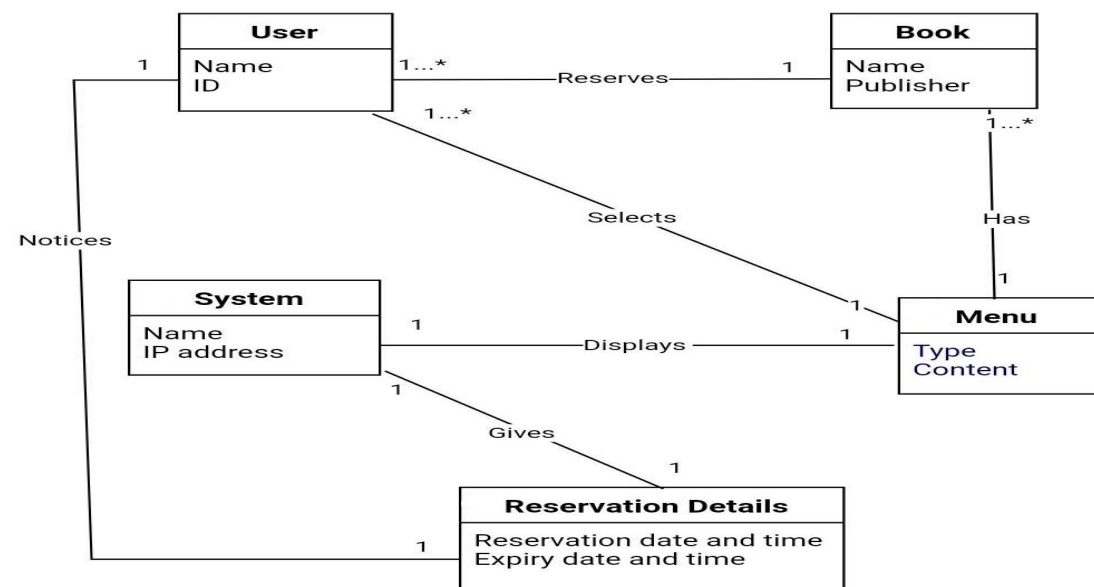 User
Name
ID
1
1...*
Reserves
1
Book
Name
Publisher
1...*
1...*
Selects
Has
Notices
1
System
Name
IP address
1
Displays
1
1
Menu
Type
Content
1
Gives
1
Reservation Details
Reservation date and time
Expiry date and time
1